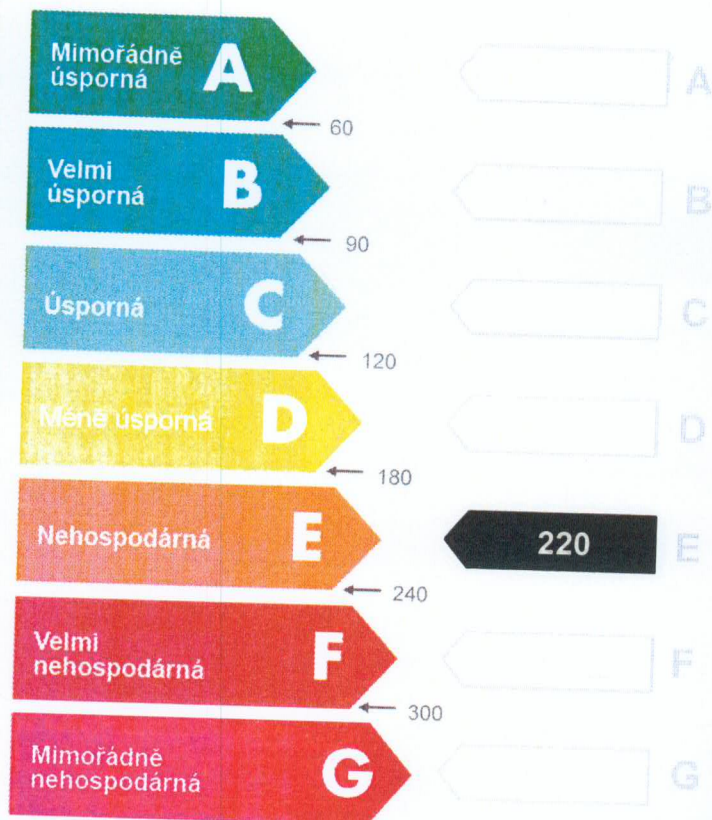 Mimořádně
úsporná
A
A
60
Velmi
úsporná
B
B
90
Úsporná
C
C
120
Méně úsporná
D
D
180
Nehospodárná
E
220
E
240
Velmi
nehospodárná
F
F
300
Mimořádně
nehospodárná
G
G